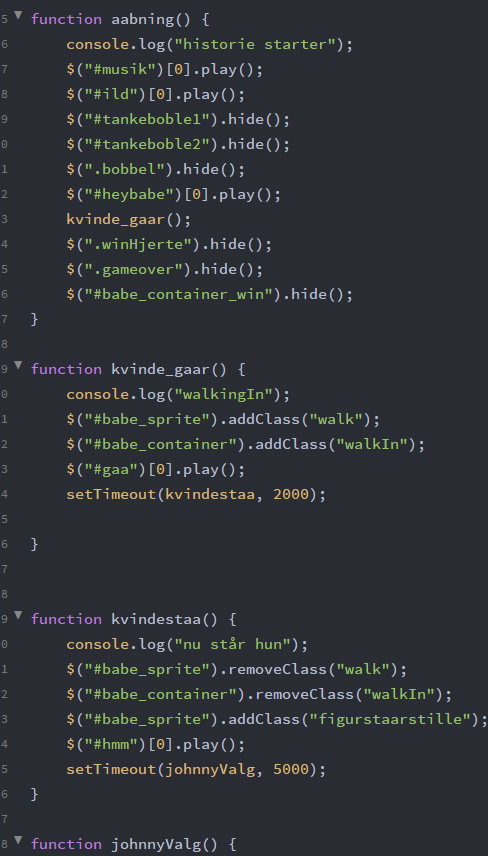 5 ▼ function aabning() {
6 console.log("historie starter");
7 $("#musik")[0].play();
8 $("#ild")[0].play();
9 $("#tankeboble1").hide();
0 $("#tankeboble2").hide();
1 $(".bobbel").hide();
2 $("#heybabe")[0].play();
3 kvinde_gaar();
4 $(".winHjerte").hide();
5 $(".gameover").hide();
6 $("#babe_container_win").hide();
7 }
8
9 ▼ function kvinde_gaar() {
0 console.log("walkingIn");
1 $("#babe_sprite").addClass("walk");
2 $("#babe_container").addClass("walkIn");
3 $("#gaa")[0].play();
4 setTimeout(kvindestaa, 2000);
5
6 }
7
8
9 ▼ function kvindestaa() {
0 console.log("nu står hun");
1 $("#babe_sprite").removeClass("walk");
2 $("#babe_container").removeClass("walkIn");
3 $("#babe_sprite").addClass("figurstaarstille");
4 $("#hmm")[0].play();
5 setTimeout(johnnyValg, 5000);
6 }
7
8 ▼ function johnnyValg() {